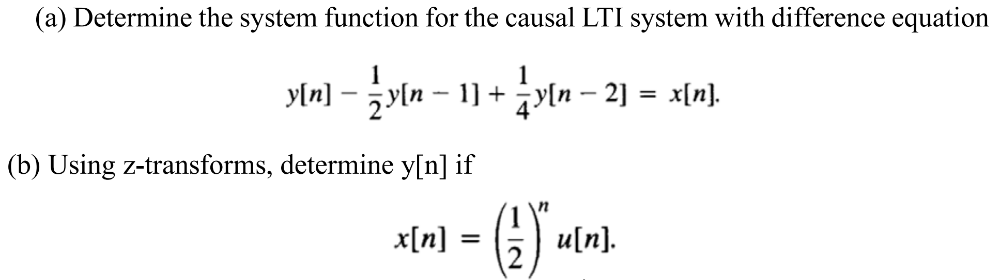 (a) Determine the system function for the causal LTI system with difference equation
y[n] − \frac{1}{2}y[n − 1] + \frac{1}{4}y[n − 2] = x[n].
(b) Using z-transforms, determine y[n] if
x[n] = \left(\frac{1}{2}\right)^n u[n].